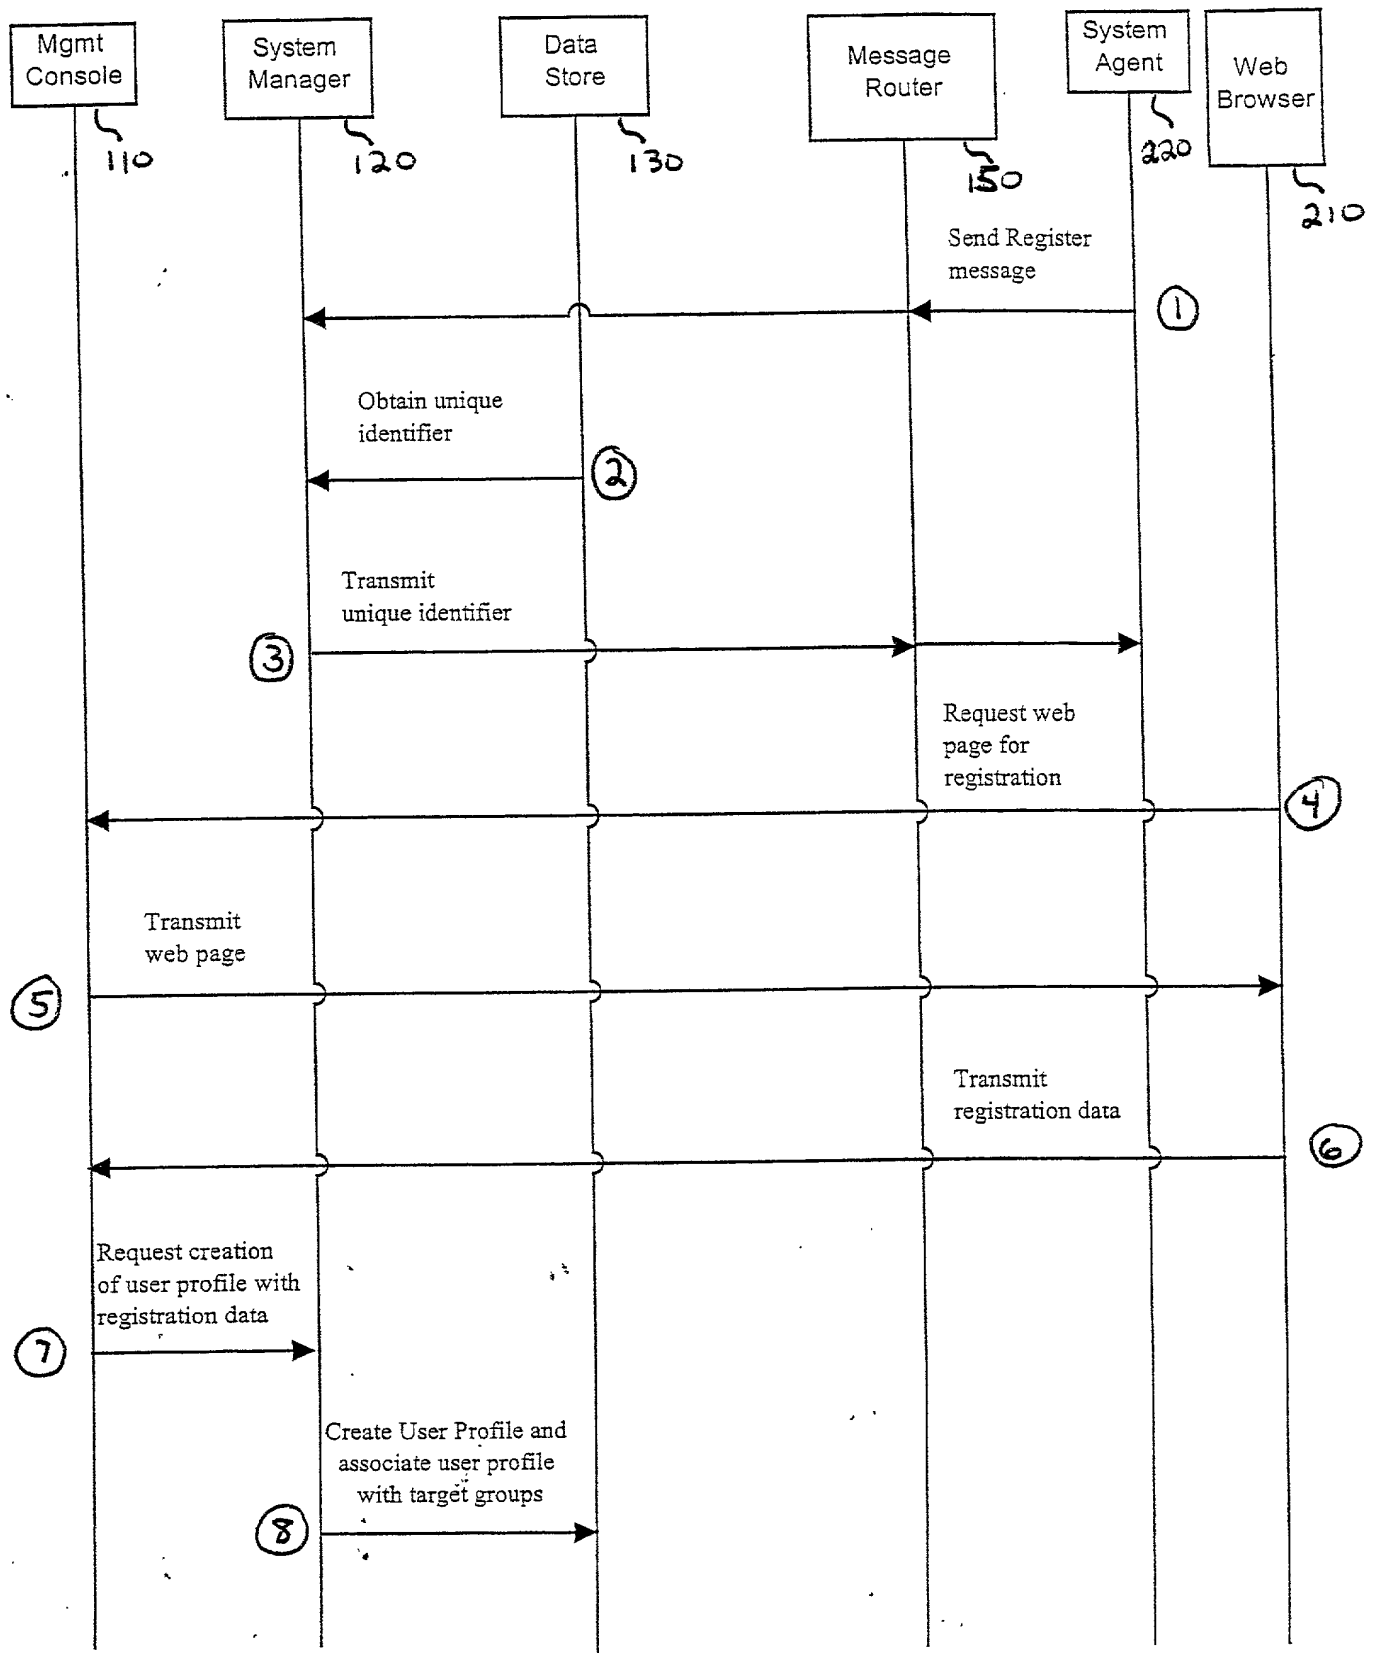 Mgmt
Console
System
Manager
Data
Store
Message
Router
System
Agent
Web
Browser
110
120
130
150
220
210
Send Register
message
1
Obtain unique
identifier
2
Transmit
unique identifier
3
Request web
page for
registration
4
Transmit
web page
5
Transmit
registration data
6
Request creation
of user profile with
registration data
7
Create User Profile and
associate user profile
with target groups
8